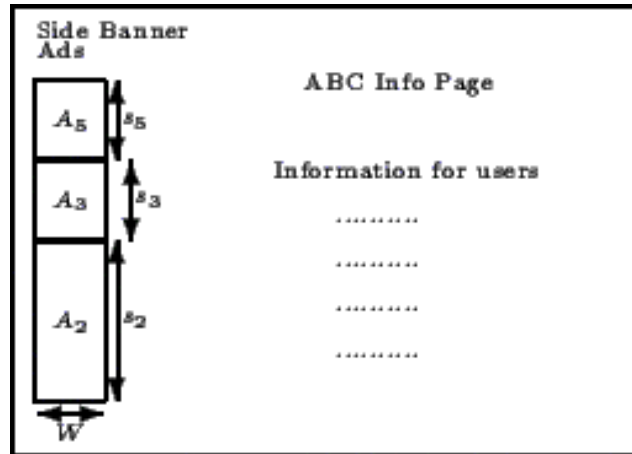 Side Banner
Ads
ABC Info Page
A5
s5
Information for users
A3
s3
..........
..........
..........
..........
A2
s2
W